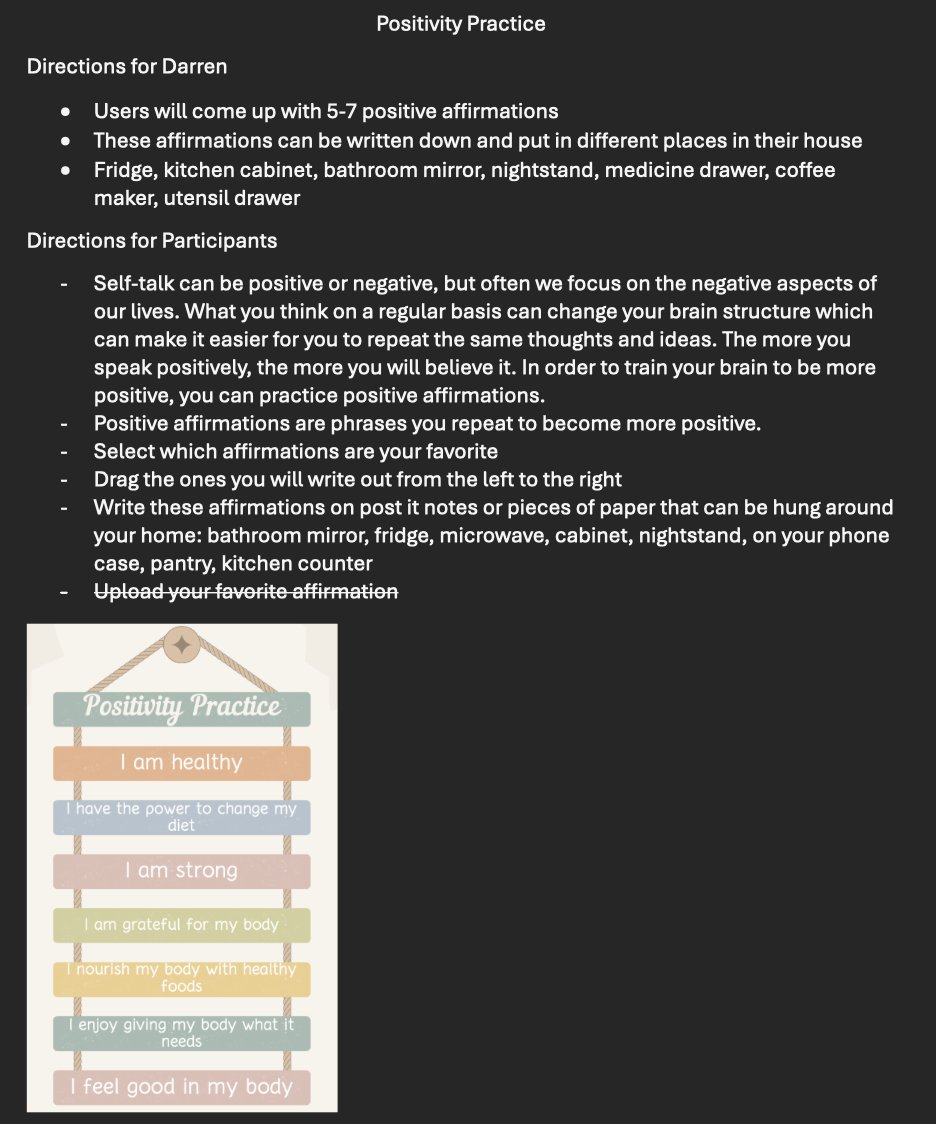 Positivity Practice
Directions for Darren
● Users will come up with 5-7 positive affirmations
● These affirmations can be written down and put in different places in their house
● Fridge, kitchen cabinet, bathroom mirror, nightstand, medicine drawer, coffee
maker, utensil drawer
Directions for Participants
- Self-talk can be positive or negative, but often we focus on the negative aspects of
our lives. What you think on a regular basis can change your brain structure which
can make it easier for you to repeat the same thoughts and ideas. The more you
speak positively, the more you will believe it. In order to train your brain to be more
positive, you can practice positive affirmations.
- Positive affirmations are phrases you repeat to become more positive.
- Select which affirmations are your favorite
- Drag the ones you will write out from the left to the right
- Write these affirmations on post it notes or pieces of paper that can be hung around
your home: bathroom mirror, fridge, microwave, cabinet, nightstand, on your phone
case, pantry, kitchen counter
- Upload your favorite affirmation
Positivity Practice
I am healthy
I have the power to change my
diet
I am strong
I am grateful for my body
I nourish my body with healthy
foods
I enjoy giving my body what it
needs
I feel good in my body